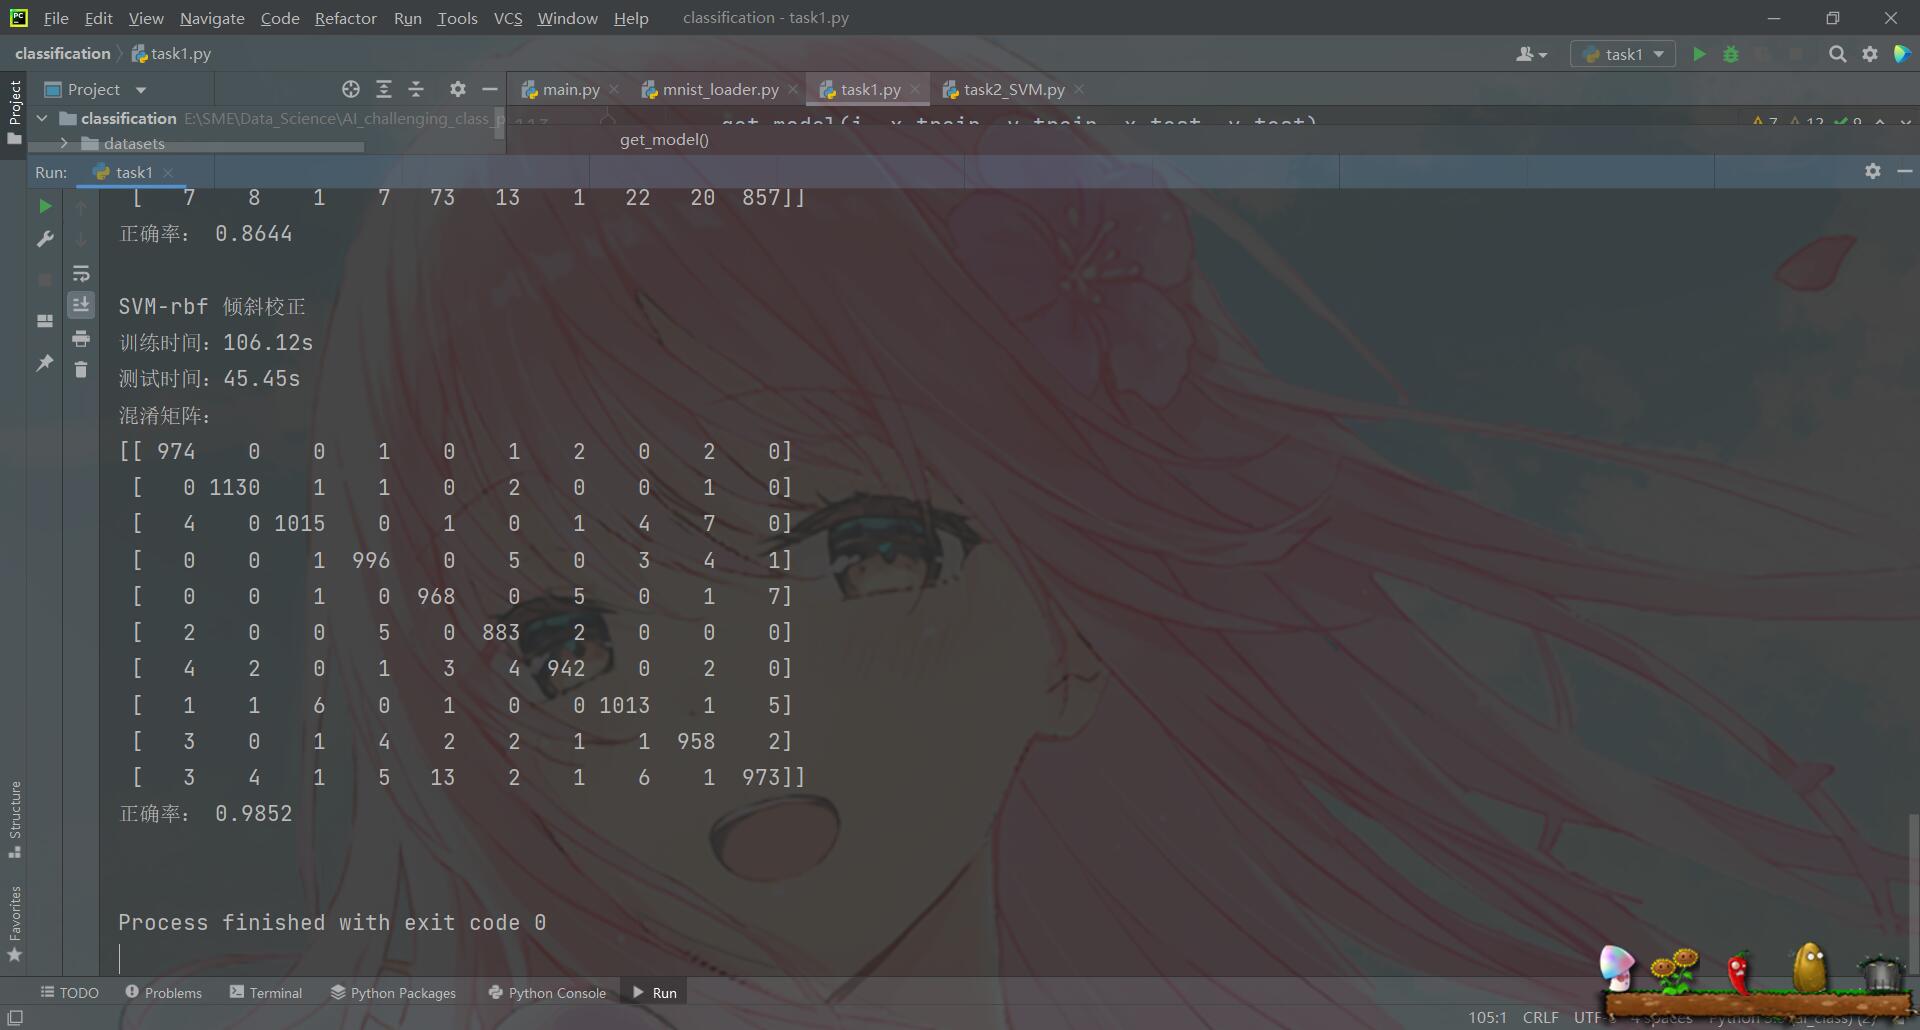 File Edit View Navigate Code Refactor Run Tools VCS Window Help classification - task1.py
classification task1.py task1
Project main.py mnist_loader.py task1.py task2_SVM.py
classification E:\SME\Data_Science\AI_challenging_class_p
datasets
get_model()
Run: task1
[ 7 8 1 7 73 13 1 22 20 857]]
正确率: 0.8644
SVM-rbf 倾斜校正
训练时间: 106.12s
测试时间: 45.45s
混淆矩阵:
[[ 974 0 0 1 0 1 2 0 2 0]
[ 0 1130 1 1 0 2 0 0 1 0]
[ 4 0 1015 0 1 0 1 4 7 0]
[ 0 0 1 996 0 5 0 3 4 1]
[ 0 0 1 0 968 0 5 0 1 7]
[ 2 0 0 5 0 883 2 0 0 0]
[ 4 2 0 1 3 4 942 0 2 0]
[ 1 1 6 0 1 0 0 1013 1 5]
[ 3 0 1 4 2 2 1 1 958 2]
[ 3 4 1 5 13 2 1 6 1 973]]
正确率: 0.9852
Process finished with exit code 0
Project
Structure
Favorites
TODO Problems Terminal Python Packages Python Console Run
105:1 CRLF